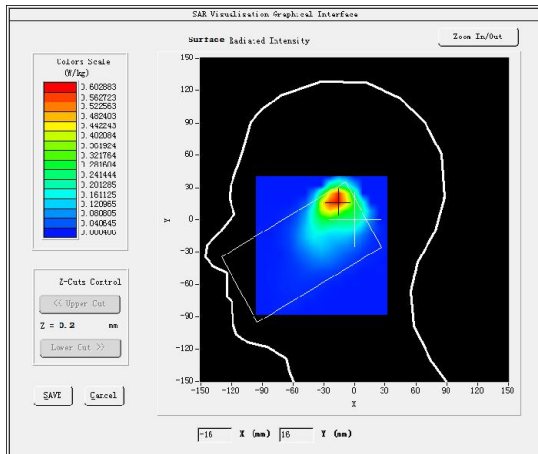 SAR Visualisation Graphical Interface
Surface Radiated Intensity
Zoom In/Out
Colors Scale
(W/kg)
0.602883
0.562723
0.522563
0.482403
0.442243
0.402084
0.361924
0.321764
0.281604
0.241444
0.201285
0.161125
0.120965
0.080805
0.040645
0.000486
Z-Cuts Control
<< Upper Cut
Z = 0.2 mm
Lower Cut >>
SAVE
Cancel
150
120
90
60
40
20
0
Y
-30
-60
-90
-120
-150
-150 -120 -90 -60 -30 0 30 60 90 120 150
X
-16 X (mm) 16 Y (mm)